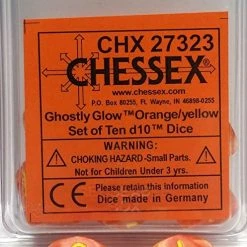 CHX 27323
CHESSEX®
www.chessex.com
P.O. Box 80255, Ft. Wayne, IN 46898-0255
Ghostly Glow™Orange/yellow
Set of Ten d10™ Dice
WARNING:
CHOKING HAZARD-Small Parts.
Not for Children Under 3 yrs.
CE Please retain this information
Dice made in Germany